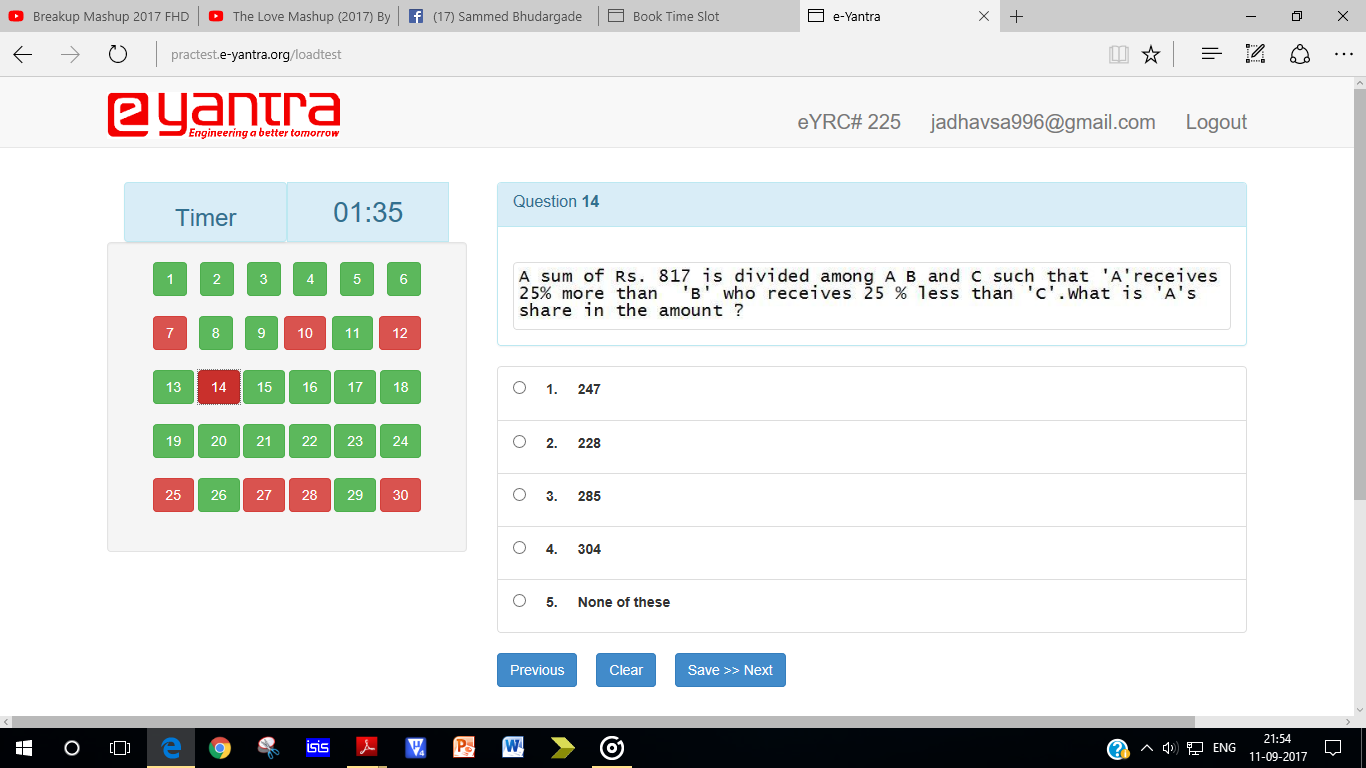 Breakup Mashup 2017 FHD
The Love Mashup (2017) By
(17) Sammed Bhudargade
Book Time Slot
e-Yantra
practest.e-yantra.org/loadtest
e yantra
Engineering a better tomorrow
eYRC# 225 jadhavsa996@gmail.com Logout
Timer 01:35
1 2 3 4 5 6
7 8 9 10 11 12
13 14 15 16 17 18
19 20 21 22 23 24
25 26 27 28 29 30
Question 14
A sum of Rs. 817 is divided among A B and C such that 'A'receives
25% more than 'B' who receives 25 % less than 'C'.What is 'A's
share in the amount ?
1. 247
2. 228
3. 285
4. 304
5. None of these
Previous Clear Save >> Next
isis
ENG
21:54
11-09-2017